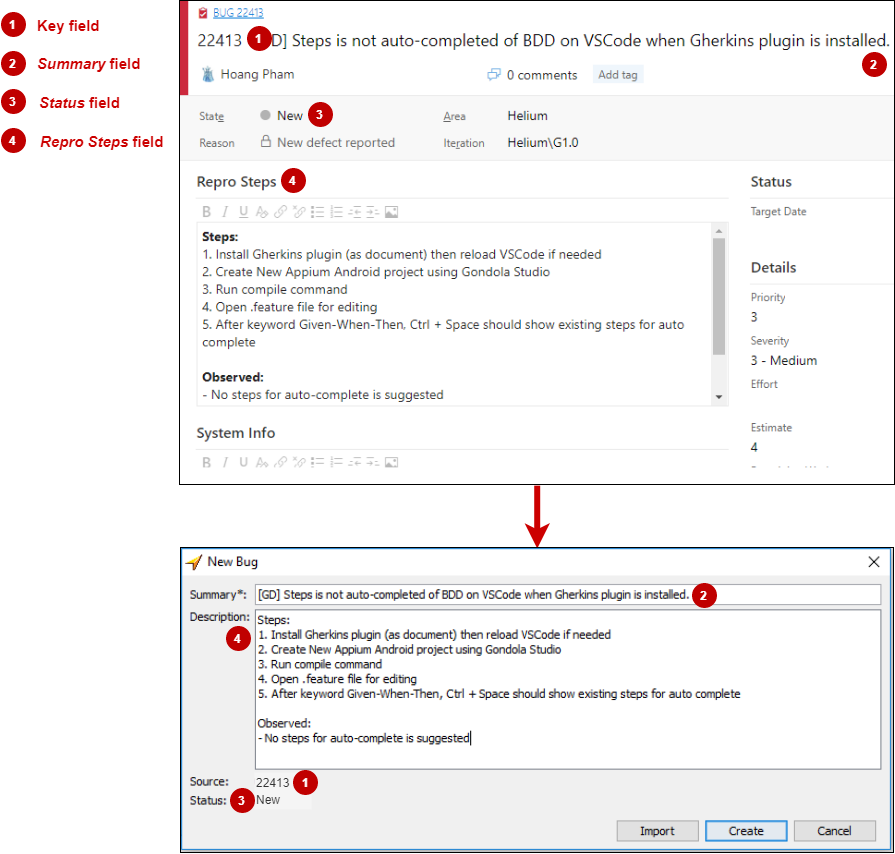 1 Key field
2 Summary field
3 Status field
4 Repro Steps field
BUG 22413
22413 1 D] Steps is not auto-completed of BDD on VSCode when Gherkins plugin is installed.
2
Hoang Pham 0 comments Add tag
State New 3 Area Helium
Reason New defect reported Iteration Helium\G1.0
Repro Steps 4 Status
B I U Target Date
Steps:
1. Install Gherkins plugin (as document) then reload VSCode if needed
2. Create New Appium Android project using Gondola Studio
3. Run compile command
4. Open .feature file for editing
5. After keyword Given-When-Then, Ctrl + Space should show existing steps for auto
complete
Observed:
- No steps for auto-complete is suggested
Details
Priority
3
Severity
3 - Medium
Effort
Estimate
4
System Info
B I U
New Bug
Summary*: [GD] Steps is not auto-completed of BDD on VSCode when Gherkins plugin is installed. 2
Description: Steps:
4 1. Install Gherkins plugin (as document) then reload VSCode if needed
2. Create New Appium Android project using Gondola Studio
3. Run compile command
4. Open .feature file for editing
5. After keyword Given-When-Then, Ctrl + Space should show existing steps for auto complete
Observed:
- No steps for auto-complete is suggested
Source: 22413 1
Status: 3 New
Import Create Cancel